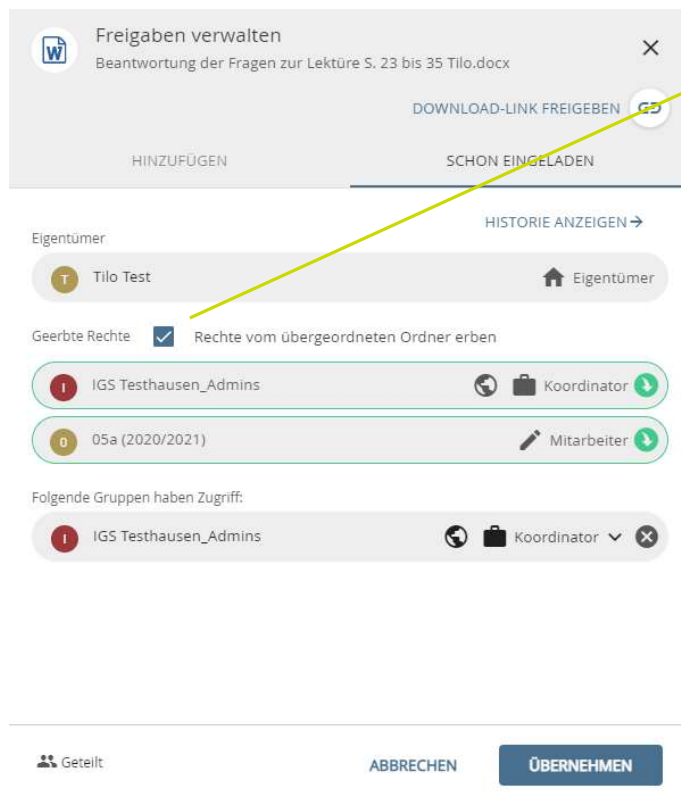 Freigaben verwalten
Beantwortung der Fragen zur Lektüre S. 23 bis 35 Tilo.docx
DOWNLOAD-LINK FREIGEBEN
HINZUFÜGEN SCHON EINGELADEN
HISTORIE ANZEIGEN →
Eigentümer
T Tilo Test Eigentümer
Geerbte Rechte Rechte vom übergeordneten Ordner erben
I IGS Testhausen_Admins Koordinator
0 05a (2020/2021) Mitarbeiter
Folgende Gruppen haben Zugriff:
I IGS Testhausen_Admins Koordinator
Geteilt ABBRECHEN ÜBERNEHMEN